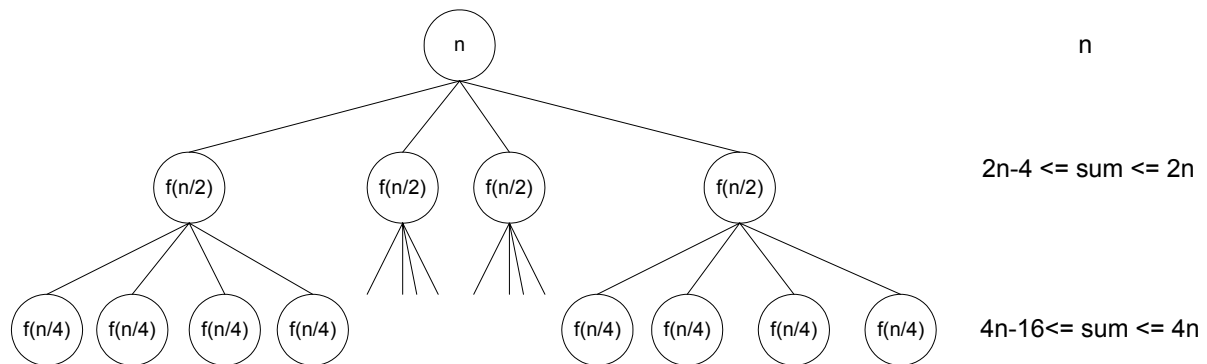 n n
f(n/2) f(n/2) f(n/2) f(n/2) 2n-4 <= sum <= 2n
f(n/4) f(n/4) f(n/4) f(n/4) f(n/4) f(n/4) f(n/4) f(n/4) 4n-16<= sum <= 4n